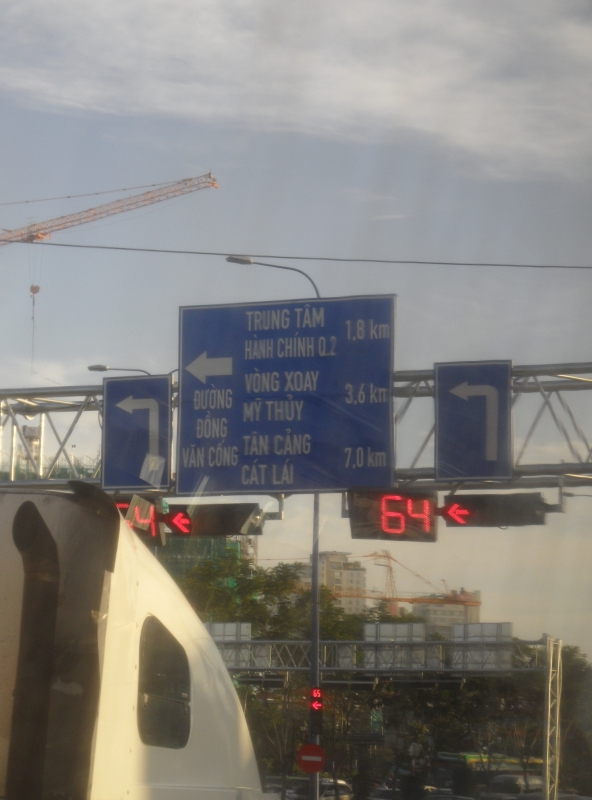 TRUNG TÂM
HÀNH CHÍNH Q.2
1,8 km
VÒNG XOAY
MỸ THỦY
3,6 km
TÂN CẢNG
CÁT LÁI
7,0 km
ĐƯỜNG
ĐỒNG
VĂN CỐNG
64
65